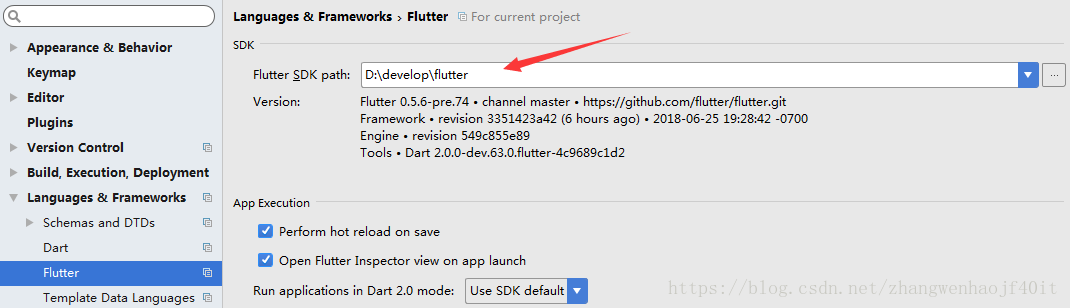 Languages & Frameworks › Flutter For current project
Appearance & Behavior
Keymap
Editor
Plugins
Version Control
Build, Execution, Deployment
Languages & Frameworks
Schemas and DTDs
Dart
Flutter
Template Data Languages
SDK
Flutter SDK path: D:\develop\flutter ...
Version: Flutter 0.5.6-pre.74 • channel master • https://github.com/flutter/flutter.git
Framework • revision 3351423a42 (6 hours ago) • 2018-06-25 19:28:42 -0700
Engine • revision 549c855e89
Tools • Dart 2.0.0-dev.63.0.flutter-4c9689c1d2
App Execution
Perform hot reload on save
Open Flutter Inspector view on app launch
Run applications in Dart 2.0 mode: Use SDK default
https://blog.csdn.net/zhangwenhaojf40it